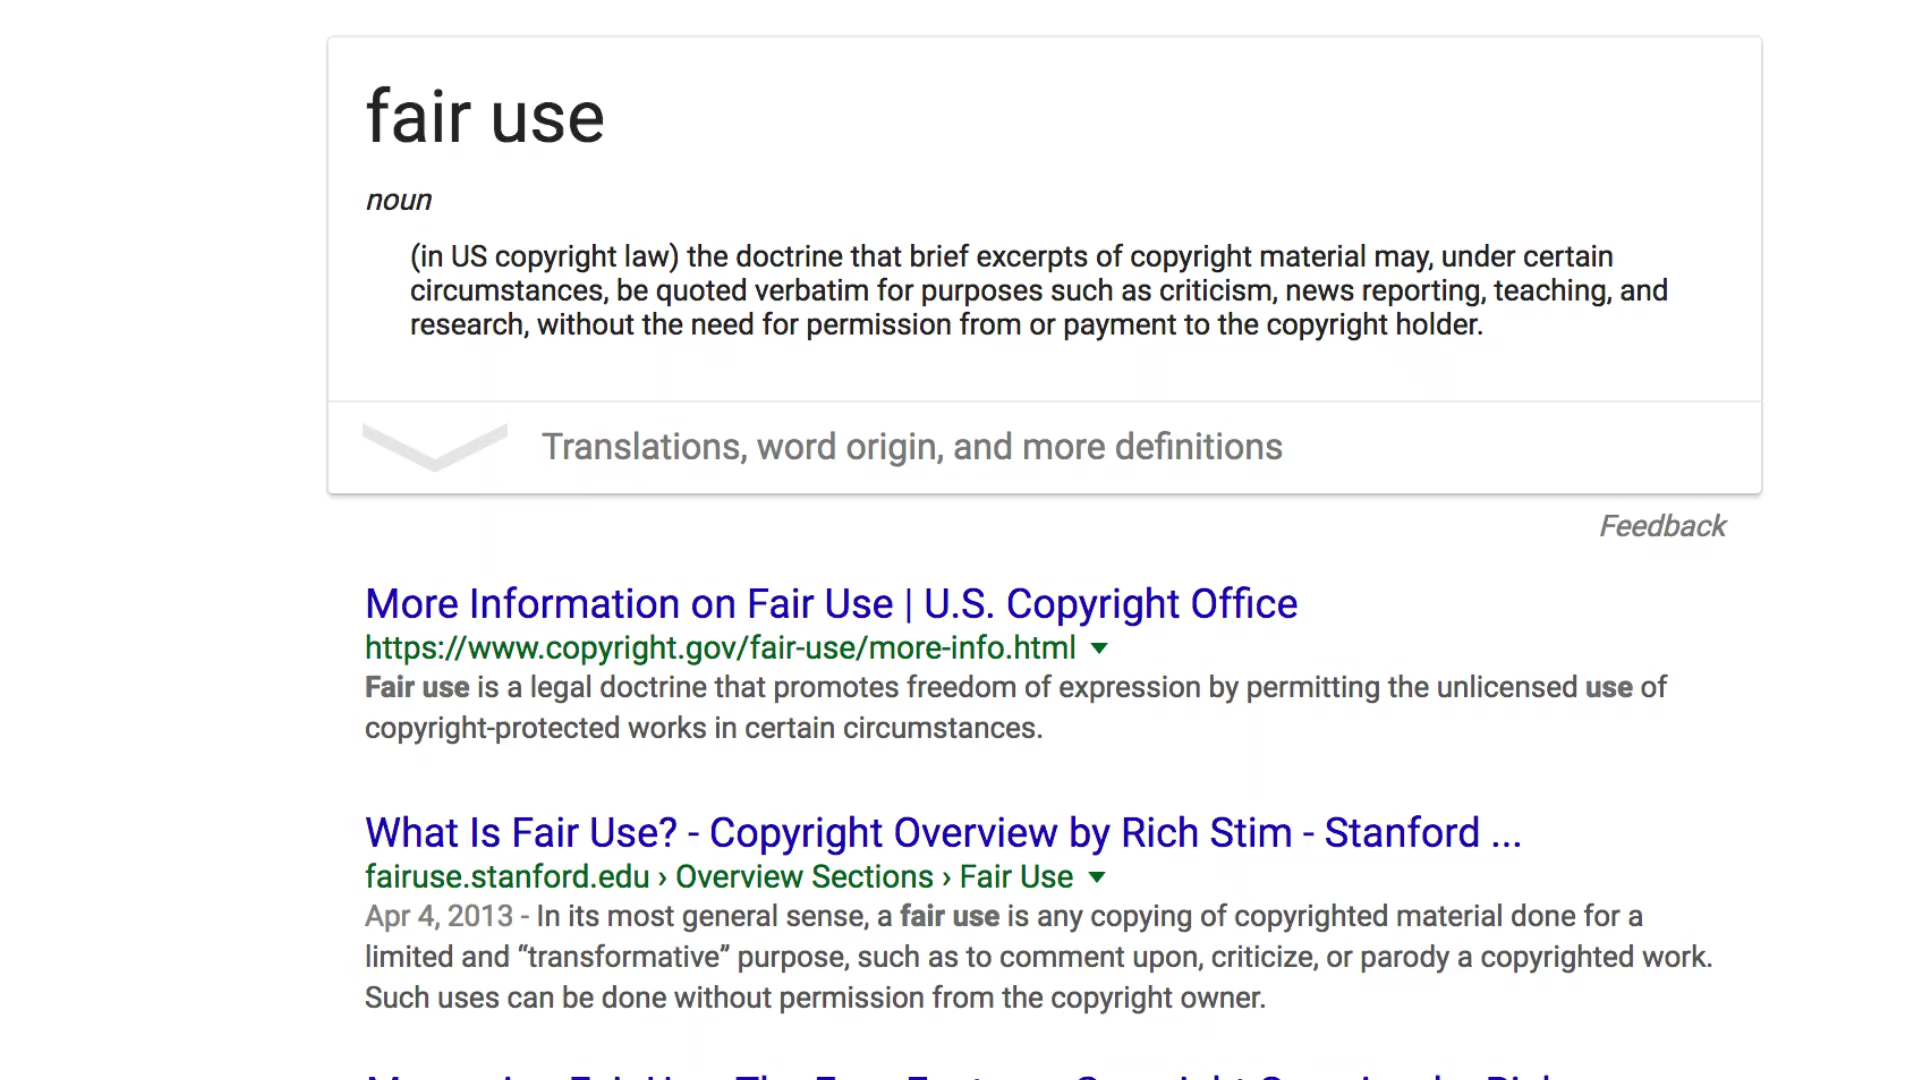 fair use
noun
(in US copyright law) the doctrine that brief excerpts of copyright material may, under certain
circumstances, be quoted verbatim for purposes such as criticism, news reporting, teaching, and
research, without the need for permission from or payment to the copyright holder.
Translations, word origin, and more definitions
Feedback
More Information on Fair Use | U.S. Copyright Office
https://www.copyright.gov/fair-use/more-info.html
Fair use is a legal doctrine that promotes freedom of expression by permitting the unlicensed use of
copyright-protected works in certain circumstances.
What Is Fair Use? - Copyright Overview by Rich Stim - Stanford ...
fairuse.stanford.edu › Overview Sections › Fair Use
Apr 4, 2013 - In its most general sense, a fair use is any copying of copyrighted material done for a
limited and “transformative” purpose, such as to comment upon, criticize, or parody a copyrighted work.
Such uses can be done without permission from the copyright owner.